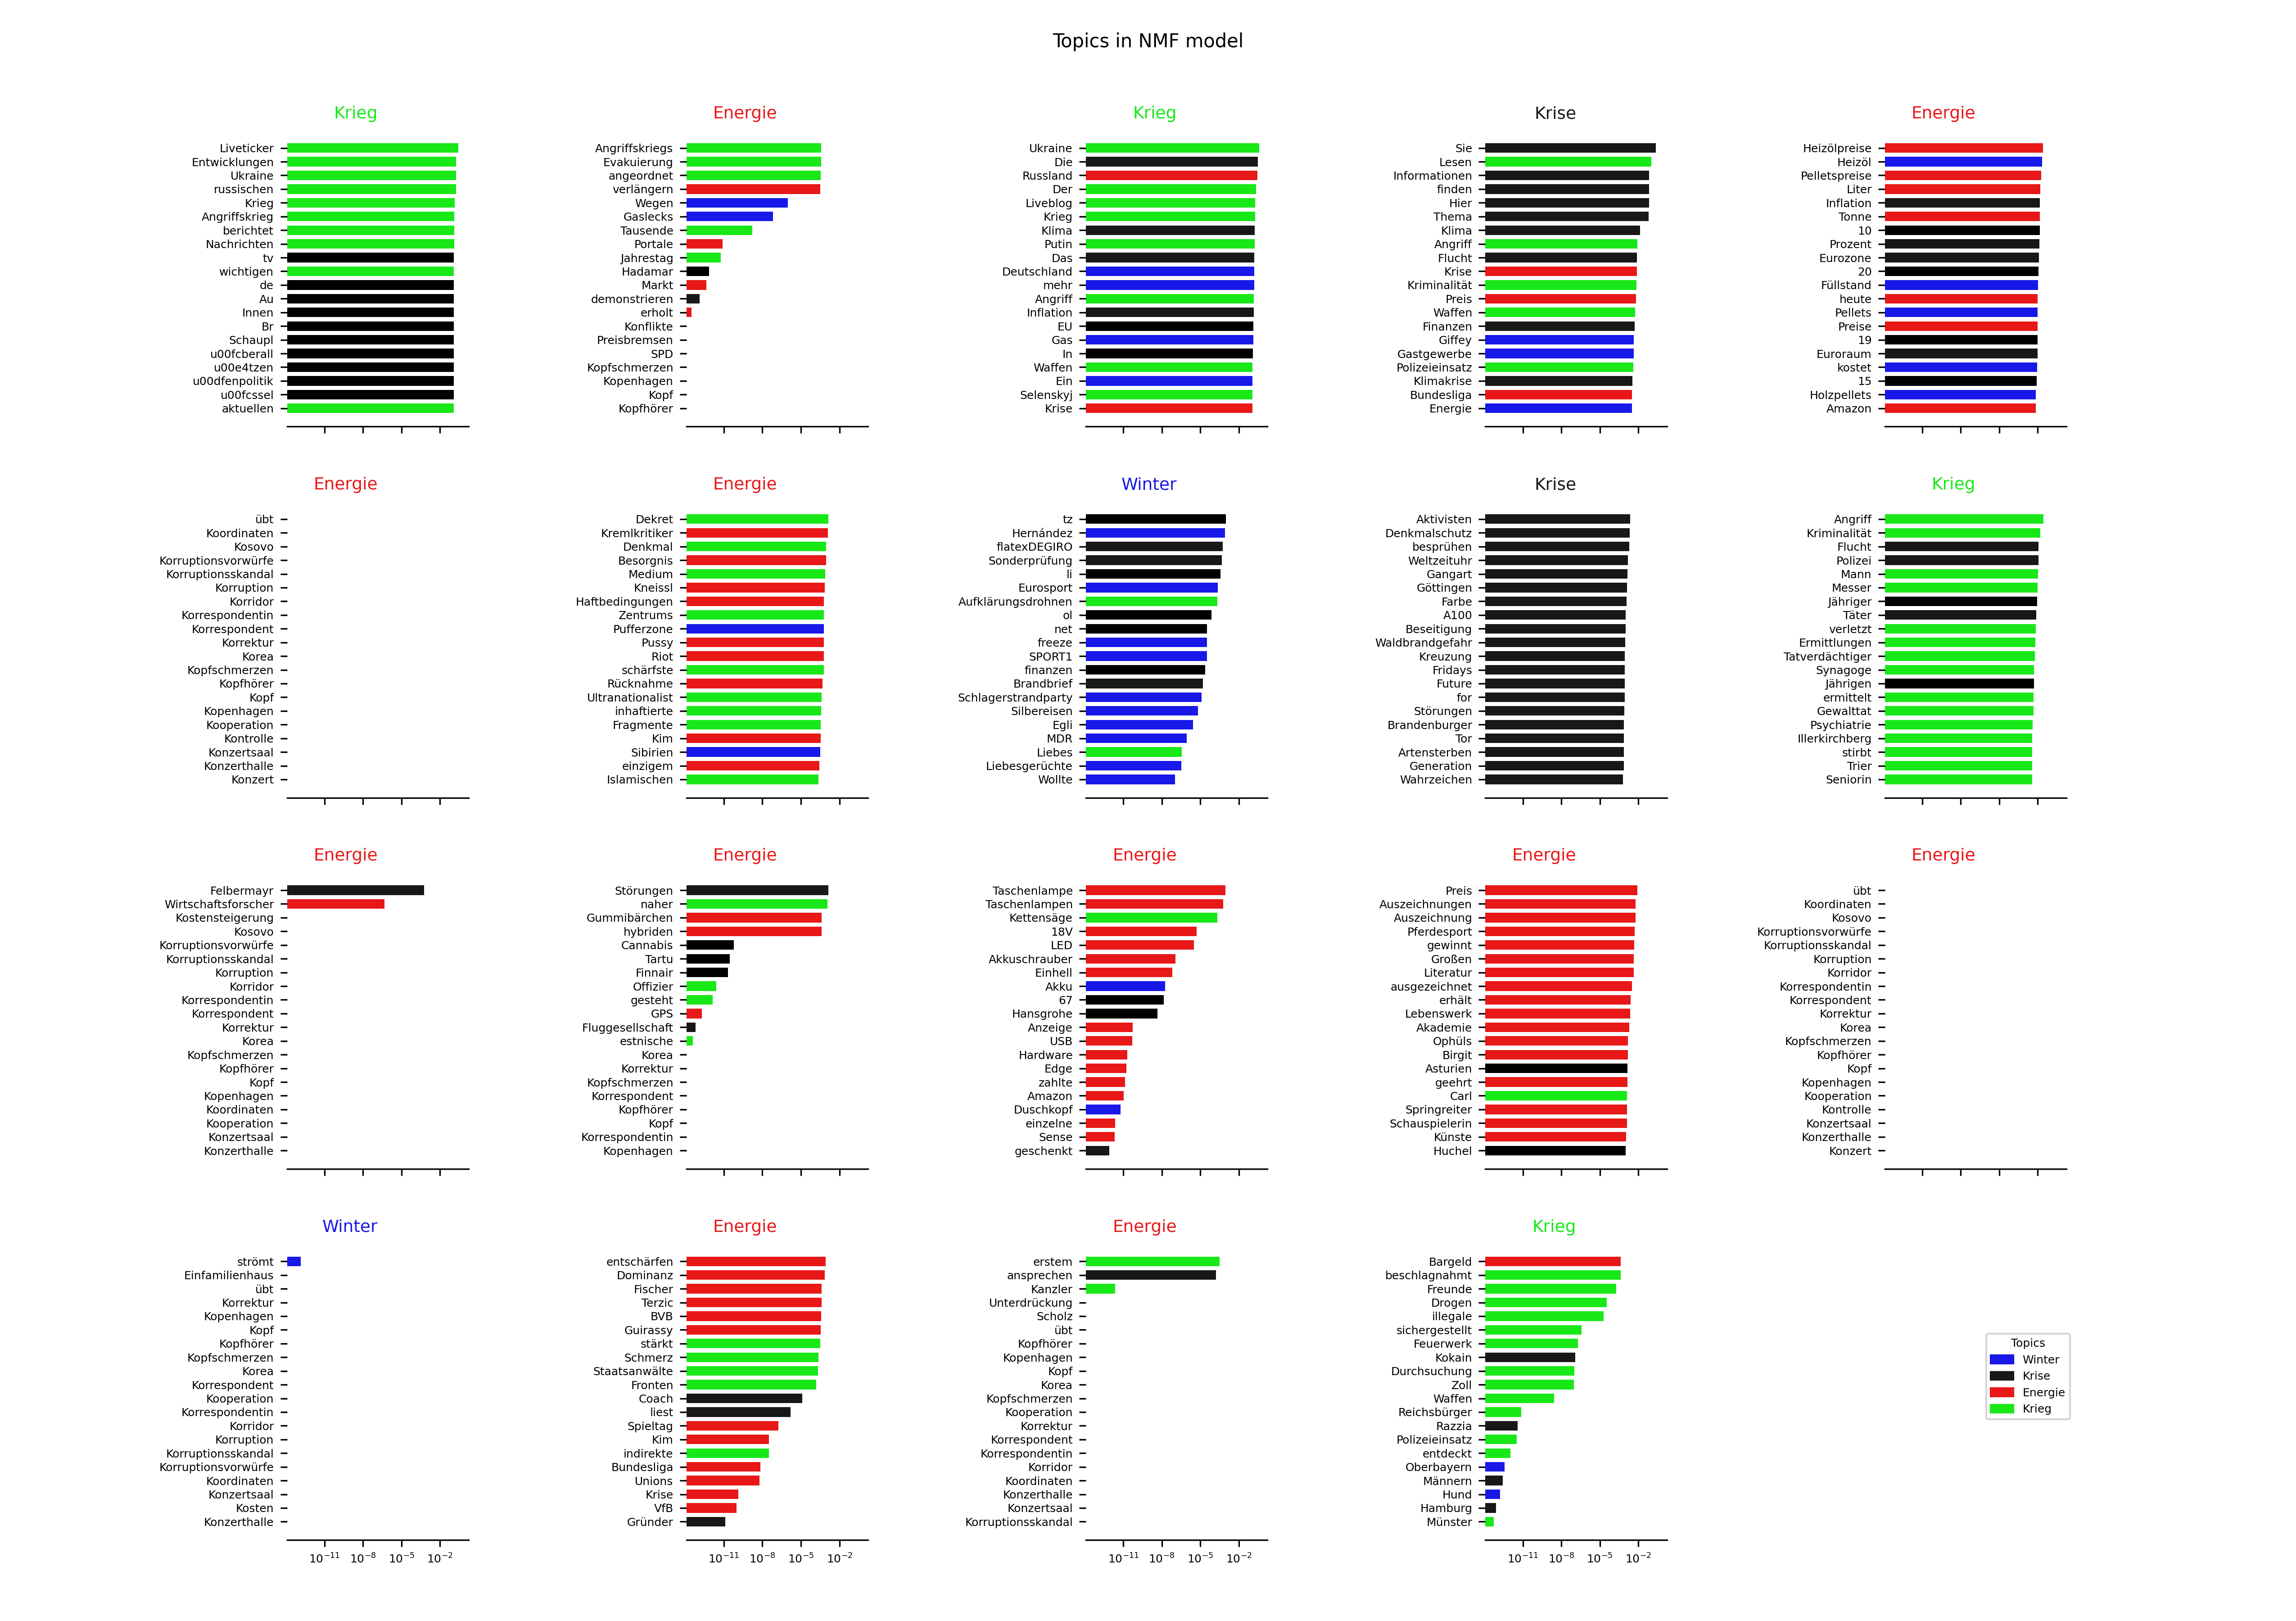 Topics in NMF model
Krieg
Liveticker
Entwicklungen
Ukraine
russischen
Krieg
Angriffskrieg
berichtet
Nachrichten
tv
wichtigen
de
Au
Innen
Br
Schaupl
u00fcberall
u00e4tzen
u00dfenpolitik
u00fcssel
aktuellen
Energie
Angriffskriegs
Evakuierung
angeordnet
verlängern
Wegen
Gaslecks
Tausende
Portale
Jahrestag
Hadamar
Markt
demonstrieren
erholt
Konflikte
Preisbremsen
SPD
Kopfschmerzen
Kopenhagen
Kopf
Kopfhörer
Krieg
Ukraine
Die
Russland
Der
Liveblog
Krieg
Klima
Putin
Das
Deutschland
mehr
Angriff
Inflation
EU
Gas
In
Waffen
Ein
Selenskyj
Krise
Krise
Sie
Lesen
Informationen
finden
Hier
Thema
Klima
Angriff
Flucht
Krise
Kriminalität
Preis
Waffen
Finanzen
Giffey
Gastgewerbe
Polizeieinsatz
Klimakrise
Bundesliga
Energie
Energie
Heizölpreise
Heizöl
Pelletspreise
Liter
Inflation
Tonne
10
Prozent
Eurozone
20
Füllstand
heute
Pellets
Preise
19
Euroraum
kostet
15
Holzpellets
Amazon
Energie
übt
Koordinaten
Kosovo
Korruptionsvorwürfe
Korruptionsskandal
Korruption
Korridor
Korrespondentin
Korrespondent
Korrektur
Korea
Kopfschmerzen
Kopfhörer
Kopf
Kopenhagen
Kooperation
Kontrolle
Konzertsaal
Konzerthalle
Konzert
Energie
Dekret
Kremlkritiker
Denkmal
Besorgnis
Medium
Kneissl
Haftbedingungen
Zentrums
Pufferzone
Pussy
Riot
schärfste
Rücknahme
Ultranationalist
inhaftierte
Fragmente
Kim
Sibirien
einzigem
Islamischen
Winter
tz
Hernández
flatexDEGIRO
Sonderprüfung
li
Eurosport
Aufklärungsdrohnen
ol
net
freeze
SPORT1
finanzen
Brandbrief
Schlagerstrandparty
Silbereisen
Egli
MDR
Liebes
Liebesgerüchte
Wollte
Krise
Aktivisten
Denkmalschutz
besprühen
Weltzeituhr
Gangart
Göttingen
Farbe
A100
Beseitigung
Waldbrandgefahr
Kreuzung
Fridays
Future
for
Störungen
Brandenburger
Tor
Artensterben
Generation
Wahrzeichen
Krieg
Angriff
Kriminalität
Flucht
Polizei
Mann
Messer
Jähriger
Täter
verletzt
Ermittlungen
Tatverdächtiger
Synagoge
Jährigen
ermittelt
Gewalttat
Psychiatrie
Illerkirchberg
stirbt
Trier
Seniorin
Energie
Felbermayr
Wirtschaftsforscher
Kostensteigerung
Kosovo
Korruptionsvorwürfe
Korruptionsskandal
Korruption
Korridor
Korrespondentin
Korrespondent
Korrektur
Korea
Kopfschmerzen
Kopfhörer
Kopf
Kopenhagen
Koordinaten
Kooperation
Konzertsaal
Konzerthalle
Energie
Störungen
naher
Gummibärchen
hybriden
Cannabis
Tartu
Finnair
Offizier
gesteht
GPS
Fluggesellschaft
estnische
Korea
Korrektur
Kopfschmerzen
Korrespondent
Kopfhörer
Kopf
Korrespondentin
Kopenhagen
Energie
Taschenlampe
Taschenlampen
Kettensäge
18V
LED
Akkuschrauber
Einhell
Akku
67
Hansgrohe
Anzeige
USB
Hardware
Edge
zahlte
Amazon
Duschkopf
einzelne
Sense
geschenkt
Energie
Preis
Auszeichnungen
Auszeichnung
Pferdesport
gewinnt
Großen
Literatur
ausgezeichnet
erhält
Lebenswerk
Akademie
Ophüls
Birgit
Asturien
geehrt
Carl
Springreiter
Schauspielerin
Künste
Huchel
Energie
übt
Koordinaten
Kosovo
Korruptionsvorwürfe
Korruptionsskandal
Korruption
Korridor
Korrespondentin
Korrespondent
Korrektur
Korea
Kopfschmerzen
Kopfhörer
Kopf
Kopenhagen
Kooperation
Kontrolle
Konzertsaal
Konzerthalle
Konzert
Winter
strömt
Einfamilienhaus
übt
Korrektur
Kopenhagen
Kopf
Kopfhörer
Kopfschmerzen
Korea
Korrespondent
Kooperation
Korrespondentin
Korridor
Korruption
Korruptionsskandal
Korruptionsvorwürfe
Koordinaten
Konzertsaal
Kosten
Konzerthalle
10⁻¹¹ 10⁻⁸ 10⁻⁵ 10⁻²
Energie
entschärfen
Dominanz
Fischer
Terzic
BVB
Guirassy
stärkt
Schmerz
Staatsanwälte
Fronten
Coach
liest
Spieltag
Kim
indirekte
Bundesliga
Unions
Krise
VfB
Gründer
10⁻¹¹ 10⁻⁸ 10⁻⁵ 10⁻²
Energie
erstem
ansprechen
Kanzler
Unterdrückung
Scholz
übt
Kopfhörer
Kopenhagen
Kopf
Korea
Kopfschmerzen
Kooperation
Korrektur
Korrespondent
Korrespondentin
Korridor
Koordinaten
Konzerthalle
Konzertsaal
Korruptionsskandal
10⁻¹¹ 10⁻⁸ 10⁻⁵ 10⁻²
Krieg
Bargeld
beschlagnahmt
Freunde
Drogen
illegale
sichergestellt
Feuerwerk
Kokain
Durchsuchung
Zoll
Waffen
Reichsbürger
Razzia
Polizeieinsatz
entdeckt
Oberbayern
Männern
Hund
Hamburg
Münster
10⁻¹¹ 10⁻⁸ 10⁻⁵ 10⁻²
Topics
Winter
Krise
Energie
Krieg